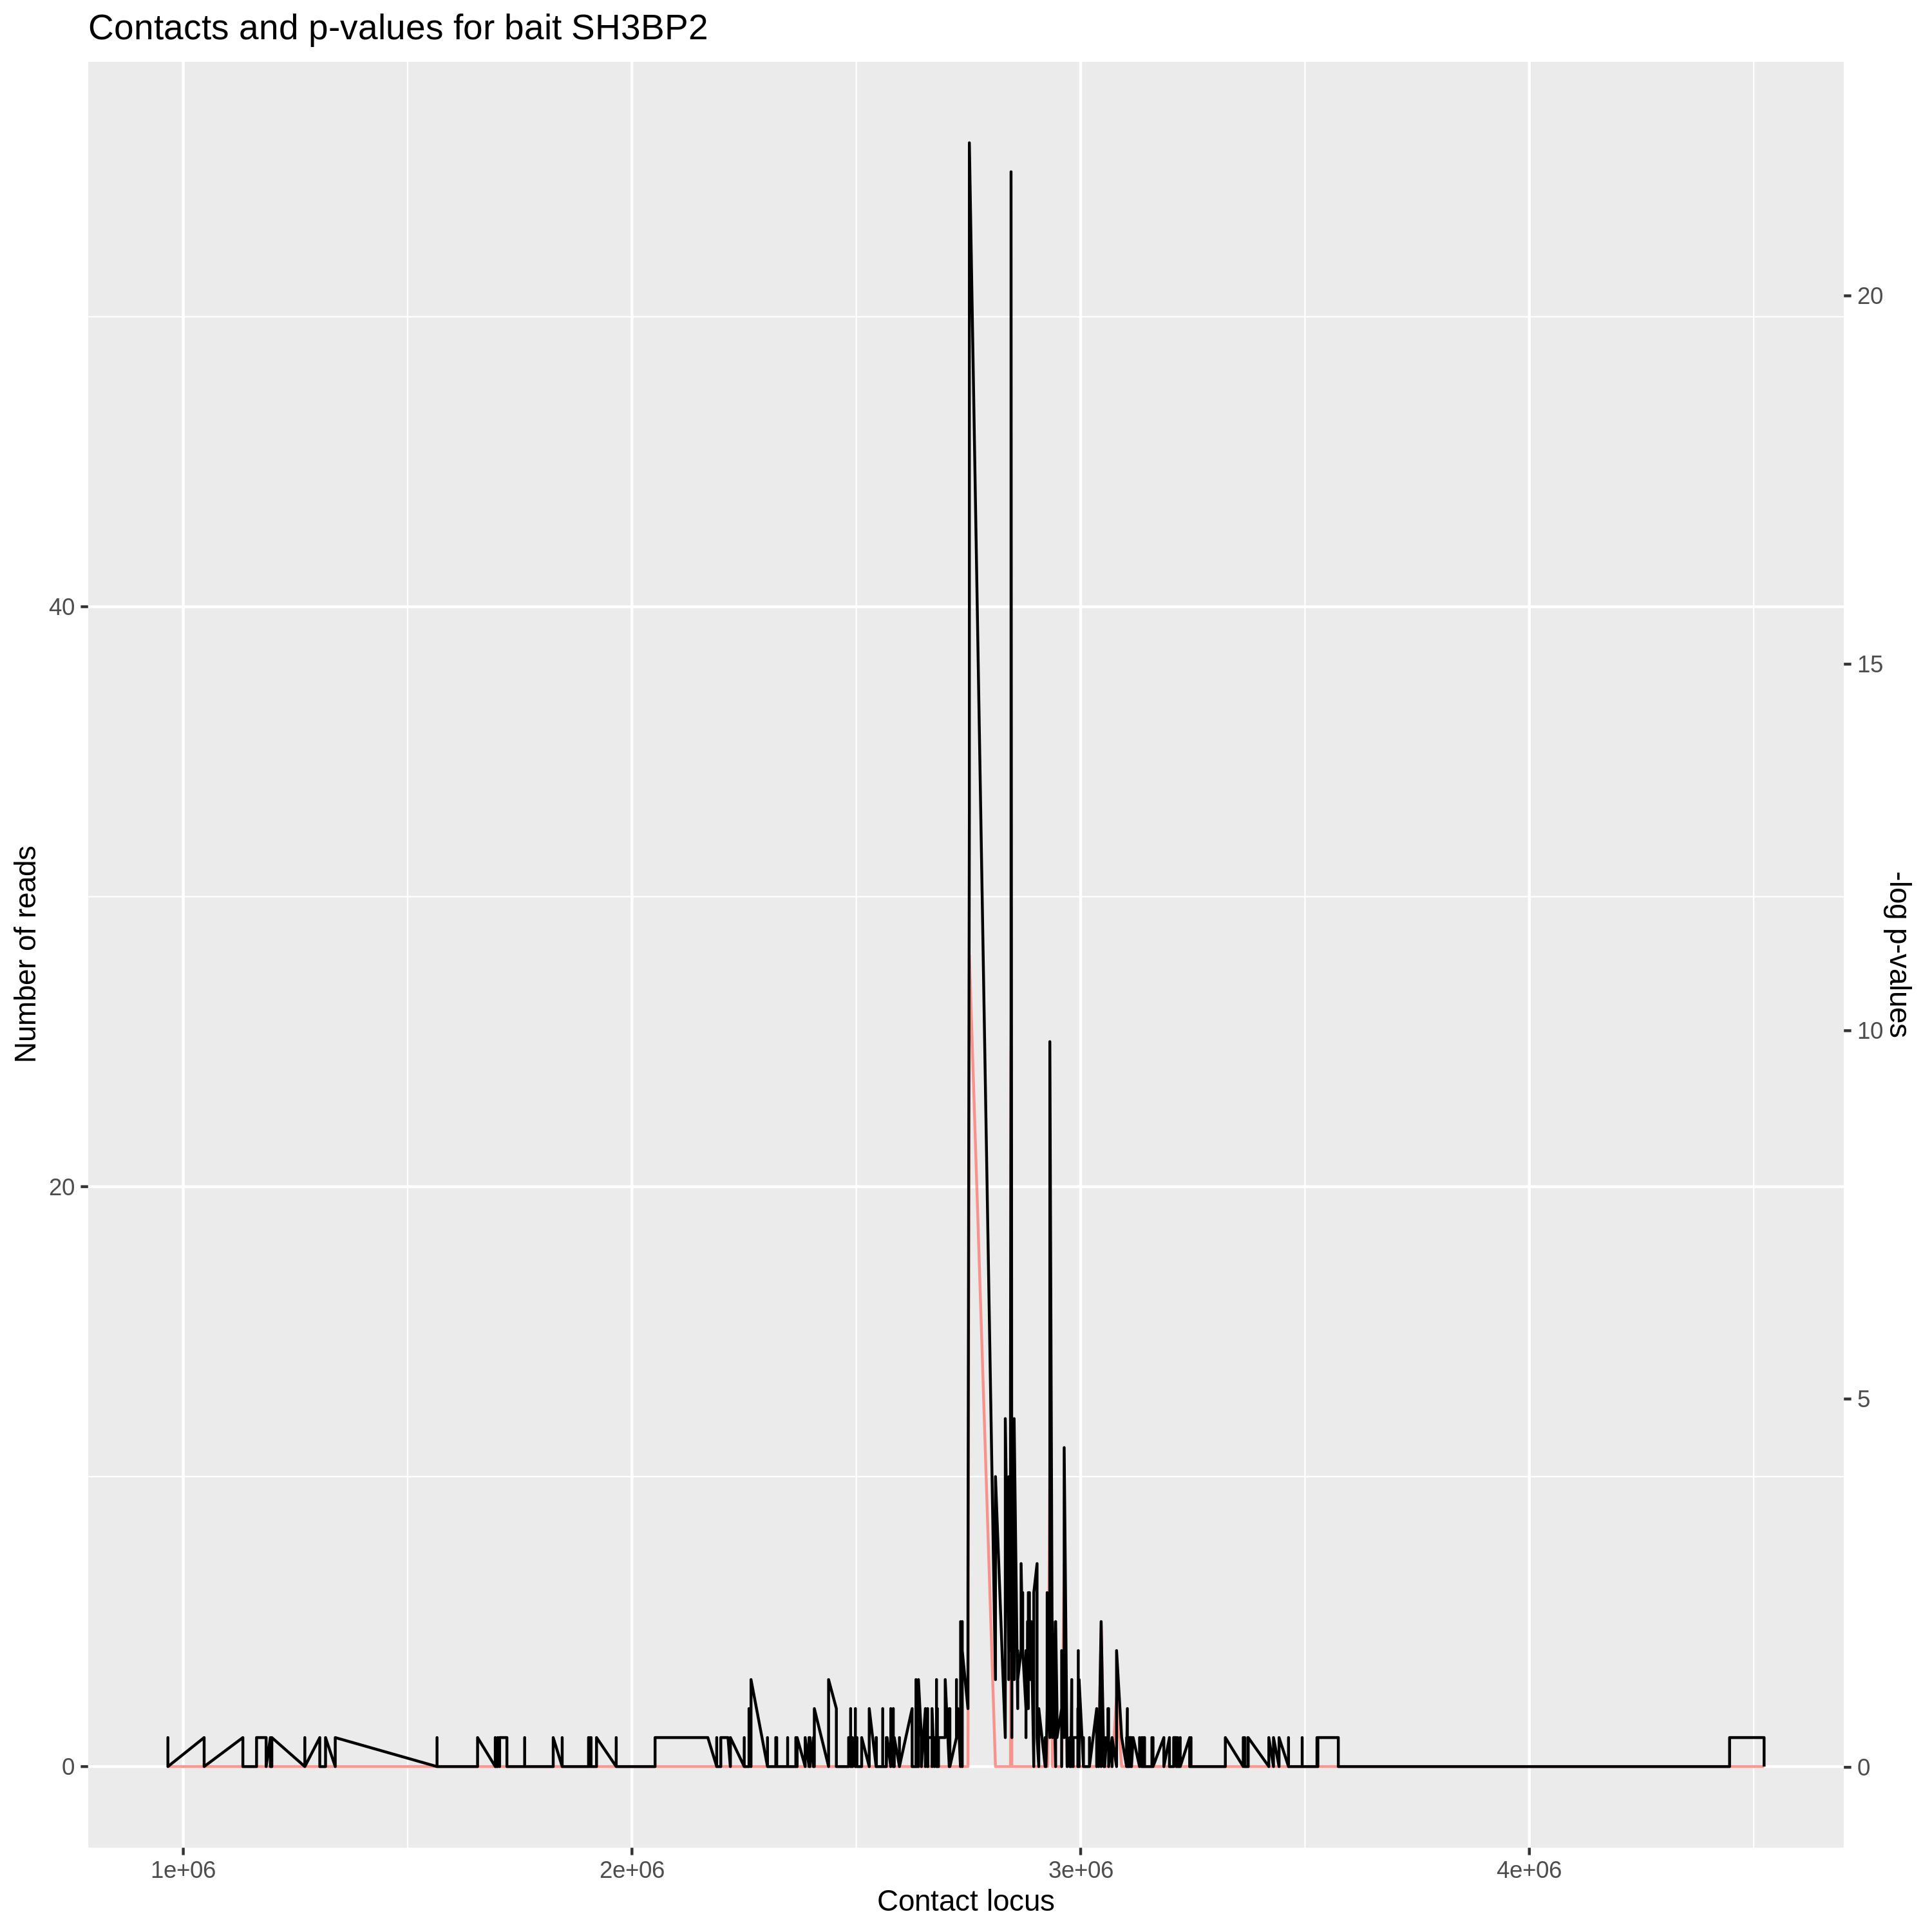 Contacts and p-values for bait SH3BP2
Number of reads
40
20
0
20
15
10
5
0
-log p-values
1e+06
2e+06
3e+06
4e+06
Contact locus